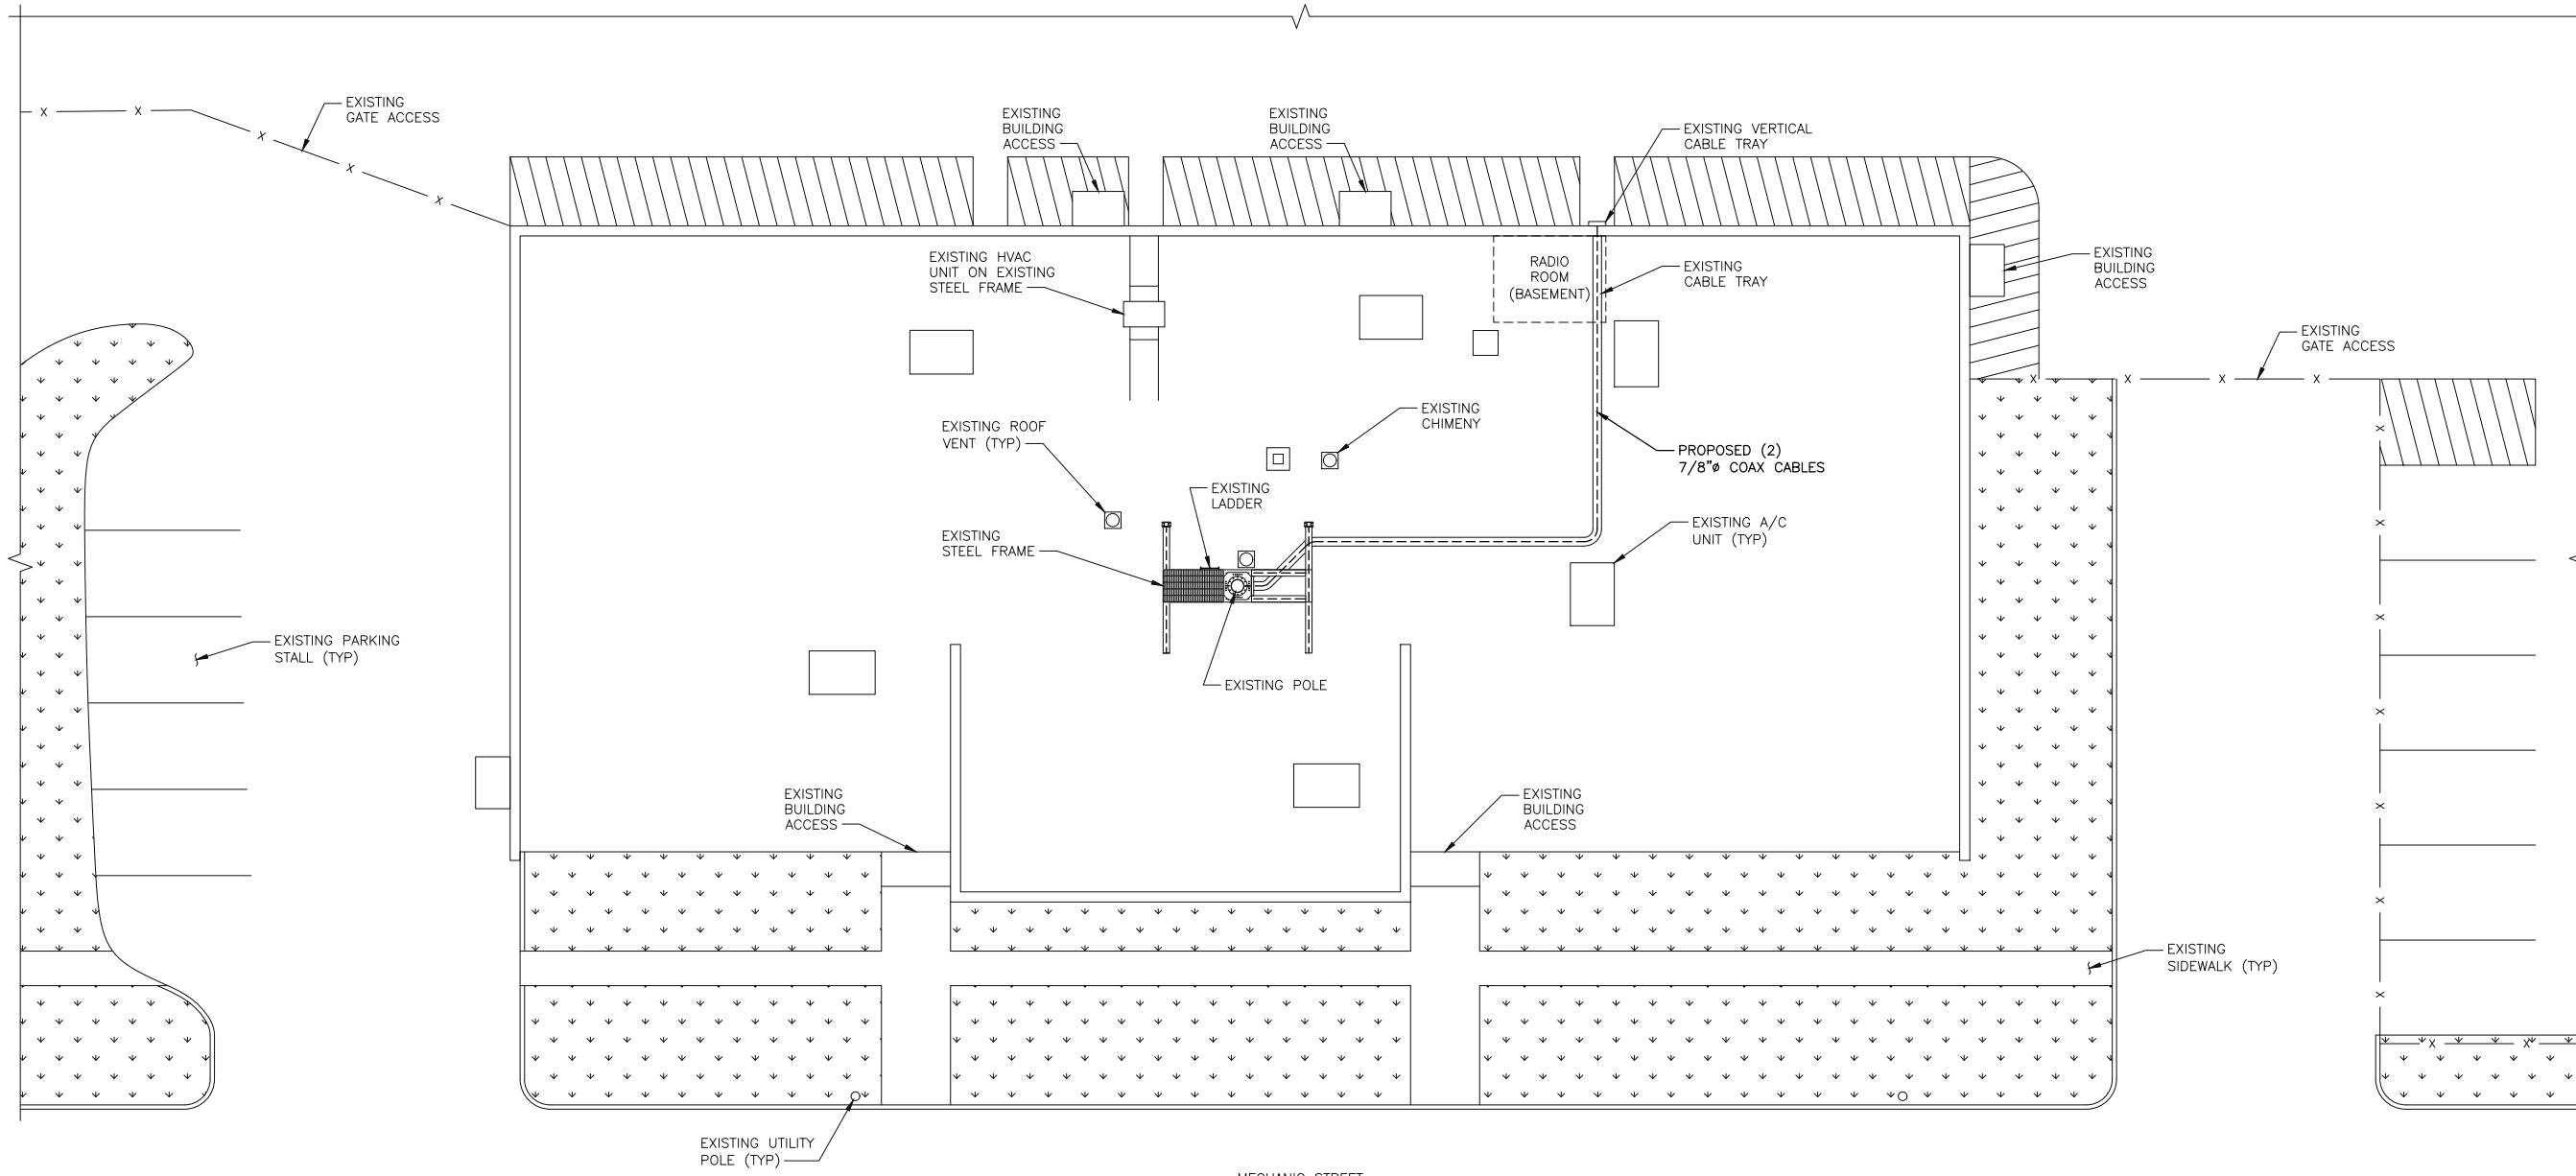 EXISTING
GATE ACCESS
EXISTING
BUILDING
ACCESS
EXISTING
BUILDING
ACCESS
EXISTING VERTICAL
CABLE TRAY
EXISTING HVAC
UNIT ON EXISTING
STEEL FRAME
RADIO
ROOM
(BASEMENT)
EXISTING
CABLE TRAY
EXISTING
BUILDING
ACCESS
EXISTING
GATE ACCESS
EXISTING ROOF
VENT (TYP)
EXISTING
CHIMENY
PROPOSED (2)
7/8"ø COAX CABLES
EXISTING
LADDER
EXISTING
STEEL FRAME
EXISTING A/C
UNIT (TYP)
EXISTING PARKING
STALL (TYP)
EXISTING POLE
EXISTING
BUILDING
ACCESS
EXISTING
BUILDING
ACCESS
EXISTING
SIDEWALK (TYP)
EXISTING UTILITY
POLE (TYP)
MECHANIC STREET